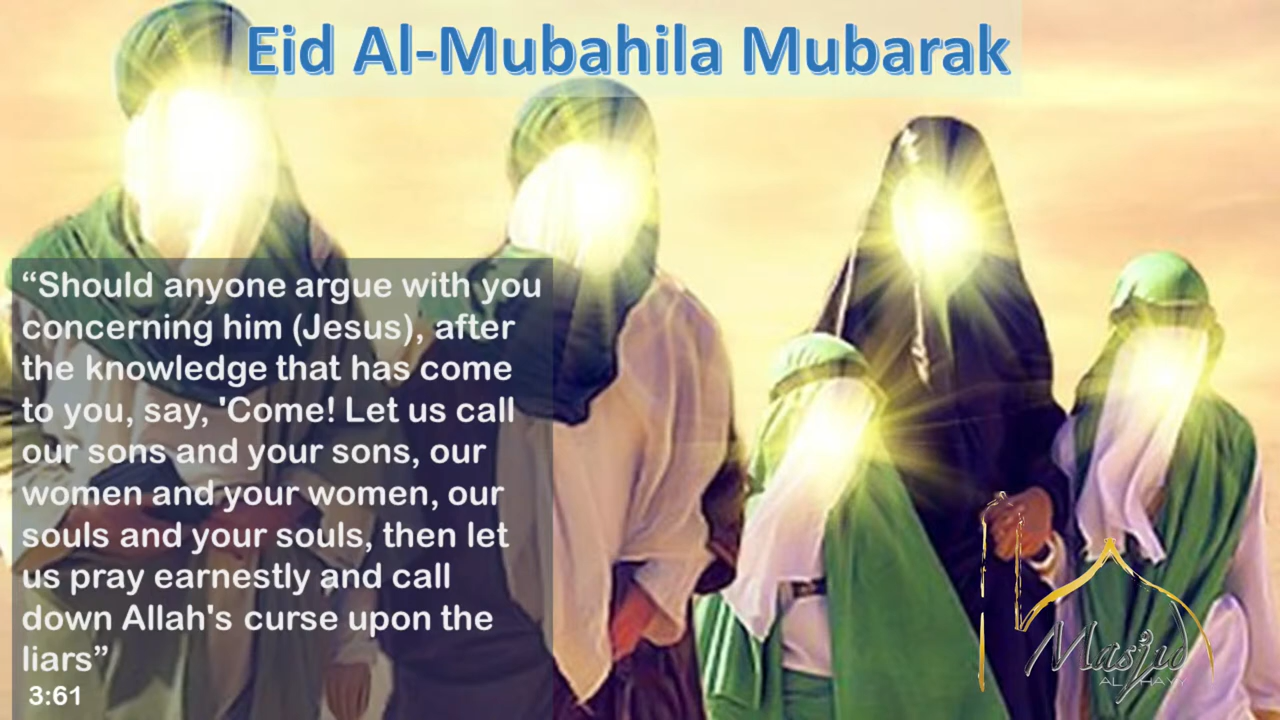 Eid Al-Mubahila Mubarak
“Should anyone argue with you
concerning him (Jesus), after
the knowledge that has come
to you, say, 'Come! Let us call
our sons and your sons, our
women and your women, our
souls and your souls, then let
us pray earnestly and call
down Allah's curse upon the
liars”
3:61
Masjid
AL HAYY